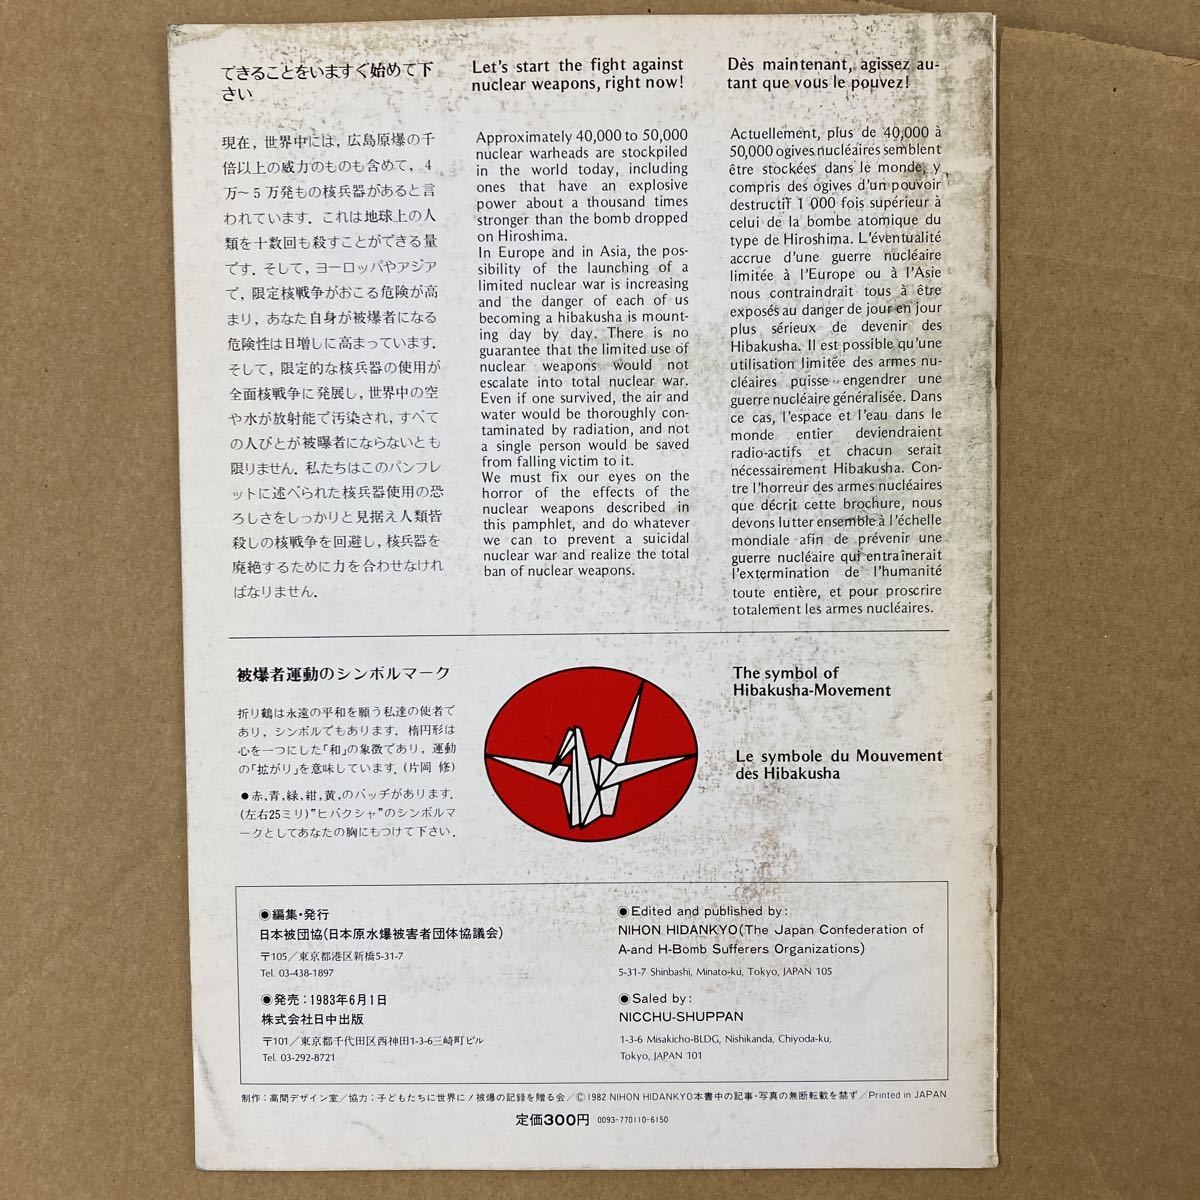 できることをいますぐ始めて下
さい
現在，世界中には，広島原爆の千
倍以上の威力のものも含めて，4
万〜5万発もの核兵器があると言
われています．これは地球上の人
類を十数回も殺すことができる量
です．そして，ヨーロッパやアジア
で，限定核戦争がおこる危険が高
まり，あなた自身が被爆者になる
危険性は日増しに高まっています．
そして，限定的な核兵器の使用が
全面核戦争に発展し，世界中の空
や水が放射能で汚染され，すべて
の人びとが被曝者にならないとも
限りません．私たちはこのパンフレ
ットに述べられた核兵器使用の恐
ろしさをしっかりと見据え人類皆
殺しの核戦争を回避し，核兵器を
廃絶するために力を合わせなけれ
ばなりません．
Let's start the fight against
nuclear weapons, right now!
Approximately 40,000 to 50,000
nuclear warheads are stockpiled
in the world today, including
ones that have an explosive
power about a thousand times
stronger than the bomb dropped
on Hiroshima.
In Europe and in Asia, the pos-
sibility of the launching of a
limited nuclear war is increasing
and the danger of each of us
becoming a hibakusha is mount-
ing day by day. There is no
guarantee that the limited use of
nuclear weapons would not
escalate into total nuclear war.
Even if one survived, the air and
water would be thoroughly con-
taminated by radiation, and not
a single person would be saved
from falling victim to it.
We must fix our eyes on the
horror of the effects of the
nuclear weapons described in
this pamphlet, and do whatever
we can to prevent a suicidal
nuclear war and realize the total
ban of nuclear weapons.
Dès maintenant, agissez au-
tant que vous le pouvez!
Actuellement, plus de 40,000 à
50,000 ogives nucléaires semblent
être stockées dans le monde, y
compris des ogives d'un pouvoir
destructif 1 000 fois supérieur à
celui de la bombe atomique du
type de Hiroshima. L'éventualité
accrue d'une guerre nucléaire
limitée à l'Europe ou à l'Asie
nous contraindrait tous à être
exposés au danger de jour en jour
plus sérieux de devenir des
Hibakusha. Il est possible qu'une
utilisation limitée des armes nu-
cléaires puisse engendrer une
guerre nucléaire généralisée. Dans
ce cas, l'espace et l'eau dans le
monde entier deviendraient
radio-actifs et chacun serait
nécessairement Hibakusha. Con-
tre l'horreur des armes nucléaires
que décrit cette brochure, nous
devons lutter ensemble à l'échelle
mondiale afin de prévenir une
guerre nucléaire qui entraînerait
l'extermination de l'humanité
toute entière, et pour proscrire
totalement les armes nucléaires.
被爆者運動のシンボルマーク
折り鶴は永遠の平和を願う私達の使者で
あり，シンボルでもあります．楕円形は
心を一つにした「和」の象徴であり，運動
の「拡がり」を意味しています．(片岡 修)
●赤,青,緑,紺,黄,のバッヂがあります．
(左右25ミリ)"ヒバクシャ"のシンボルマ
ークとしてあなたの胸にもつけて下さい．
The symbol of
Hibakusha-Movement
Le symbole du Mouvement
des Hibakusha
◉編集・発行
日本被団協(日本原水爆被害者団体協議会)
〒105／東京都港区新橋5-31-7
Tel. 03-438-1897
◉発売：1983年6月1日
株式会社日中出版
〒101／東京都千代田区西神田1-3-6三崎町ビル
Tel. 03-292-8721
◉Edited and published by:
NIHON HIDANKYO(The Japan Confederation of
A-and H-Bomb Sufferers Organizations)
5-31-7 Shinbashi, Minato-ku, Tokyo, JAPAN 105
◉Saled by:
NICCHU-SHUPPAN
1-3-6 Misakicho-BLDG, Nishikanda, Chiyoda-ku,
Tokyo, JAPAN 101
制作：高間デザイン室／協力：子どもたちに世界に！被爆の記録を贈る会／©1982 NIHON HIDANKYO本書中の記事・写真の無断転載を禁ず／Printed in JAPAN
定価300円 0093-770110-6150